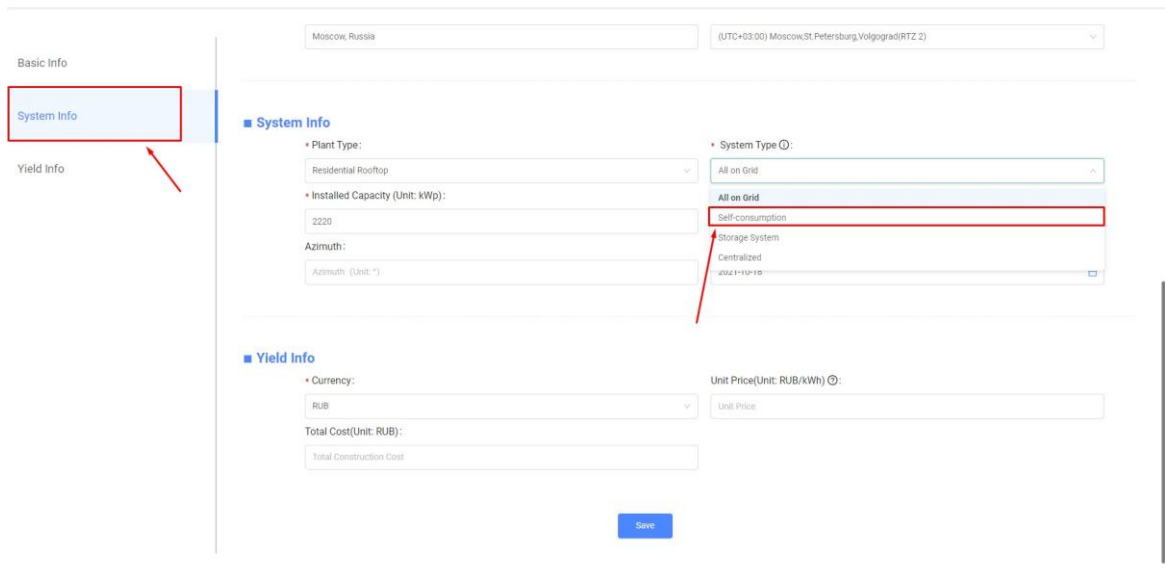 Moscow, Russia
(UTC+03:00) Moscow,St.Petersburg,Volgograd(RTZ 2)
Basic Info
System Info
Yield Info
System Info
* Plant Type:
* System Type ⓘ:
Residential Rooftop
All on Grid
* Installed Capacity (Unit: kWp):
All on Grid
2220
Self-consumption
Storage System
Azimuth:
Centralized
Azimuth (Unit: °)
2021-10-18
Yield Info
* Currency:
Unit Price(Unit: RUB/kWh) ?:
RUB
Unit Price
Total Cost(Unit: RUB):
Total Construction Cost
Save